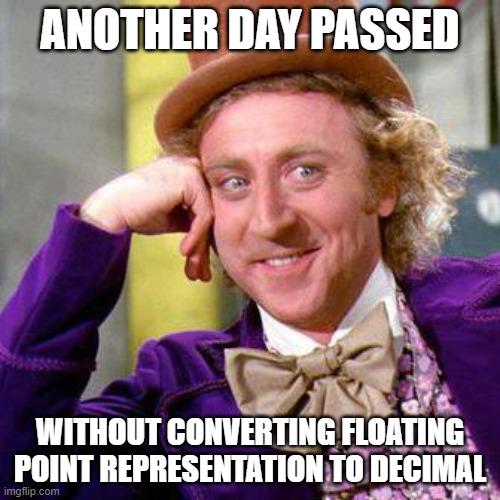 ANOTHER DAY PASSED
WITHOUT CONVERTING FLOATING
POINT REPRESENTATION TO DECIMAL
imgflip.com